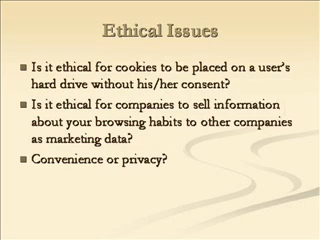 Ethical Issues
Is it ethical for cookies to be placed on a user's
hard drive without his/her consent?
Is it ethical for companies to sell information
about your browsing habits to other companies
as marketing data?
Convenience or privacy?